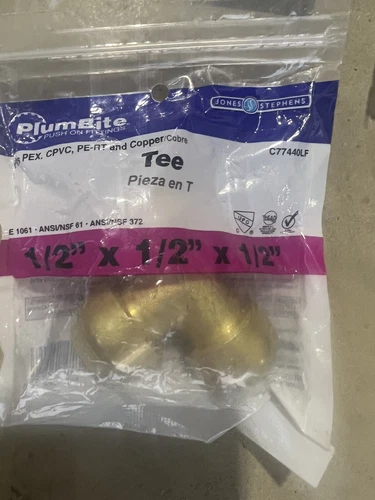 JONES STEPHENS
PlumBite
PUSH ON FITTINGS
PEX, CPVC, PE-RT and Copper/Cobre
Tee
C77440LF
Pieza en T
E 1061 · ANSI/NSF 61 · ANSI/NSF 372
1/2" x 1/2" x 1/2"